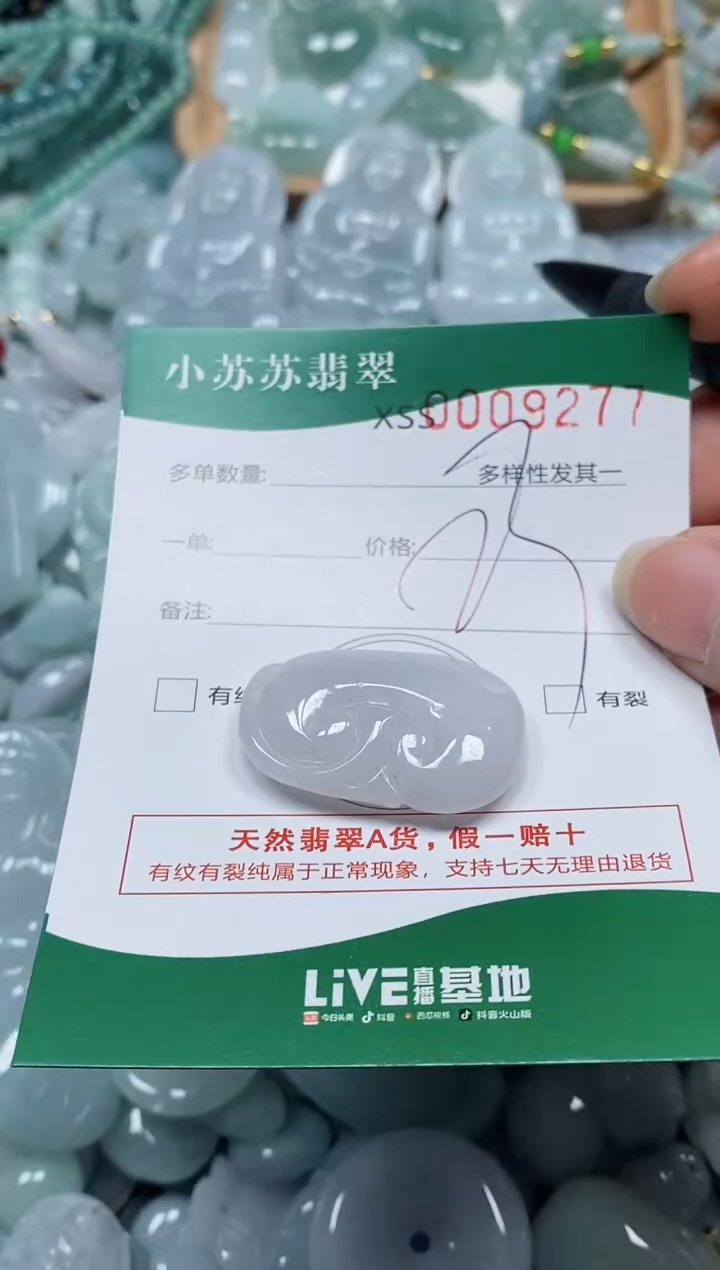 小苏苏翡翠
XSS0009277
多单数量: 多样性发其一
一单: 价格:
备注:
有纹 有裂
天然翡翠A货，假一赔十
有纹有裂纯属于正常现象，支持七天无理由退货
LiVE直播基地
头条 今日头条 抖音 西瓜视频 抖音火山版